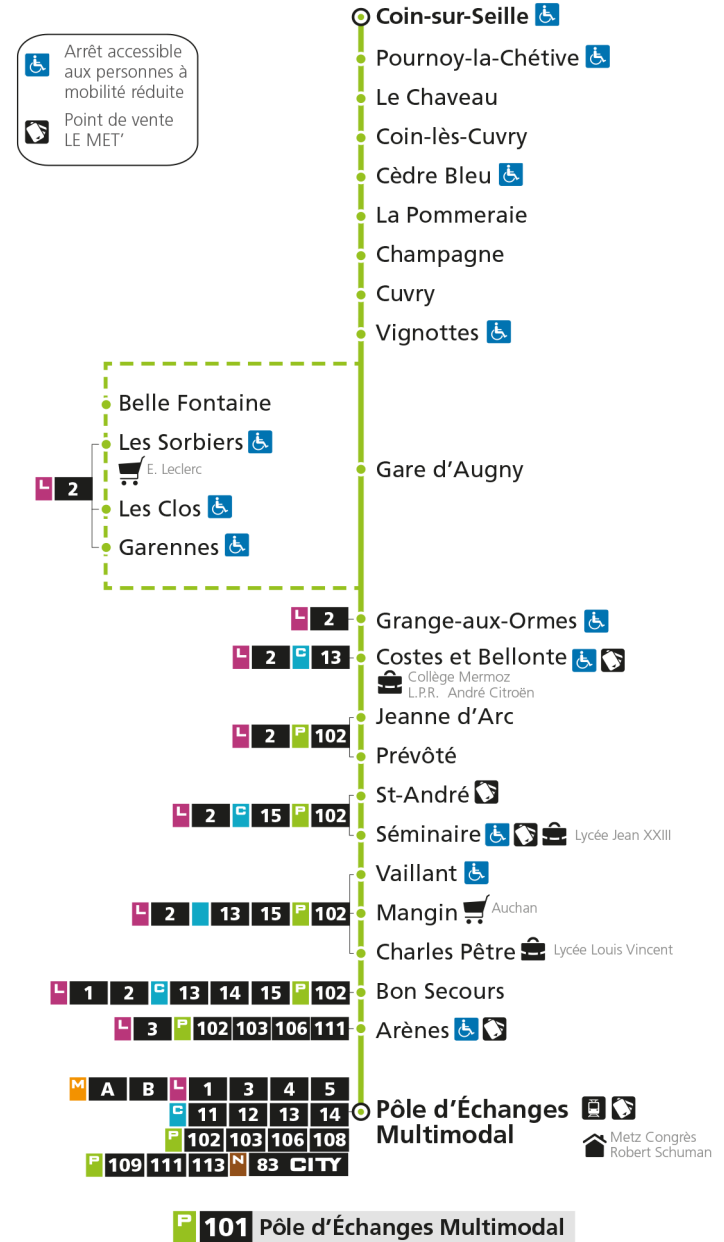 Coin-sur-Seille
Arrêt accessible
aux personnes à
mobilité réduite
Point de vente
LE MET’
Pournoy-la-Chétive
Le Chaveau
Coin-lès-Cuvry
Cèdre Bleu
La Pommeraie
Champagne
Cuvry
Vignottes
Belle Fontaine
Les Sorbiers
E. Leclerc
L 2
Les Clos
Garennes
Gare d’Augny
L 2 Grange-aux-Ormes
L 2 C 13 Costes et Bellonte
Collège Mermoz
L.P.R. André Citroën
Jeanne d’Arc
L 2 P 102
Prévôté
St-André
L 2 C 15 P 102
Séminaire Lycée Jean XXIII
Vaillant
L 2 13 15 P 102 Mangin Auchan
Charles Pêtre Lycée Louis Vincent
L 1 2 C 13 14 15 P 102 Bon Secours
L 3 P 102 103 106 111 Arènes
M A B L 1 3 4 5
C 11 12 13 14
P 102 103 106 108
P 109 111 113 N 83 CITY
Pôle d’Échanges
Multimodal
Metz Congrès
Robert Schuman
P 101 Pôle d’Échanges Multimodal